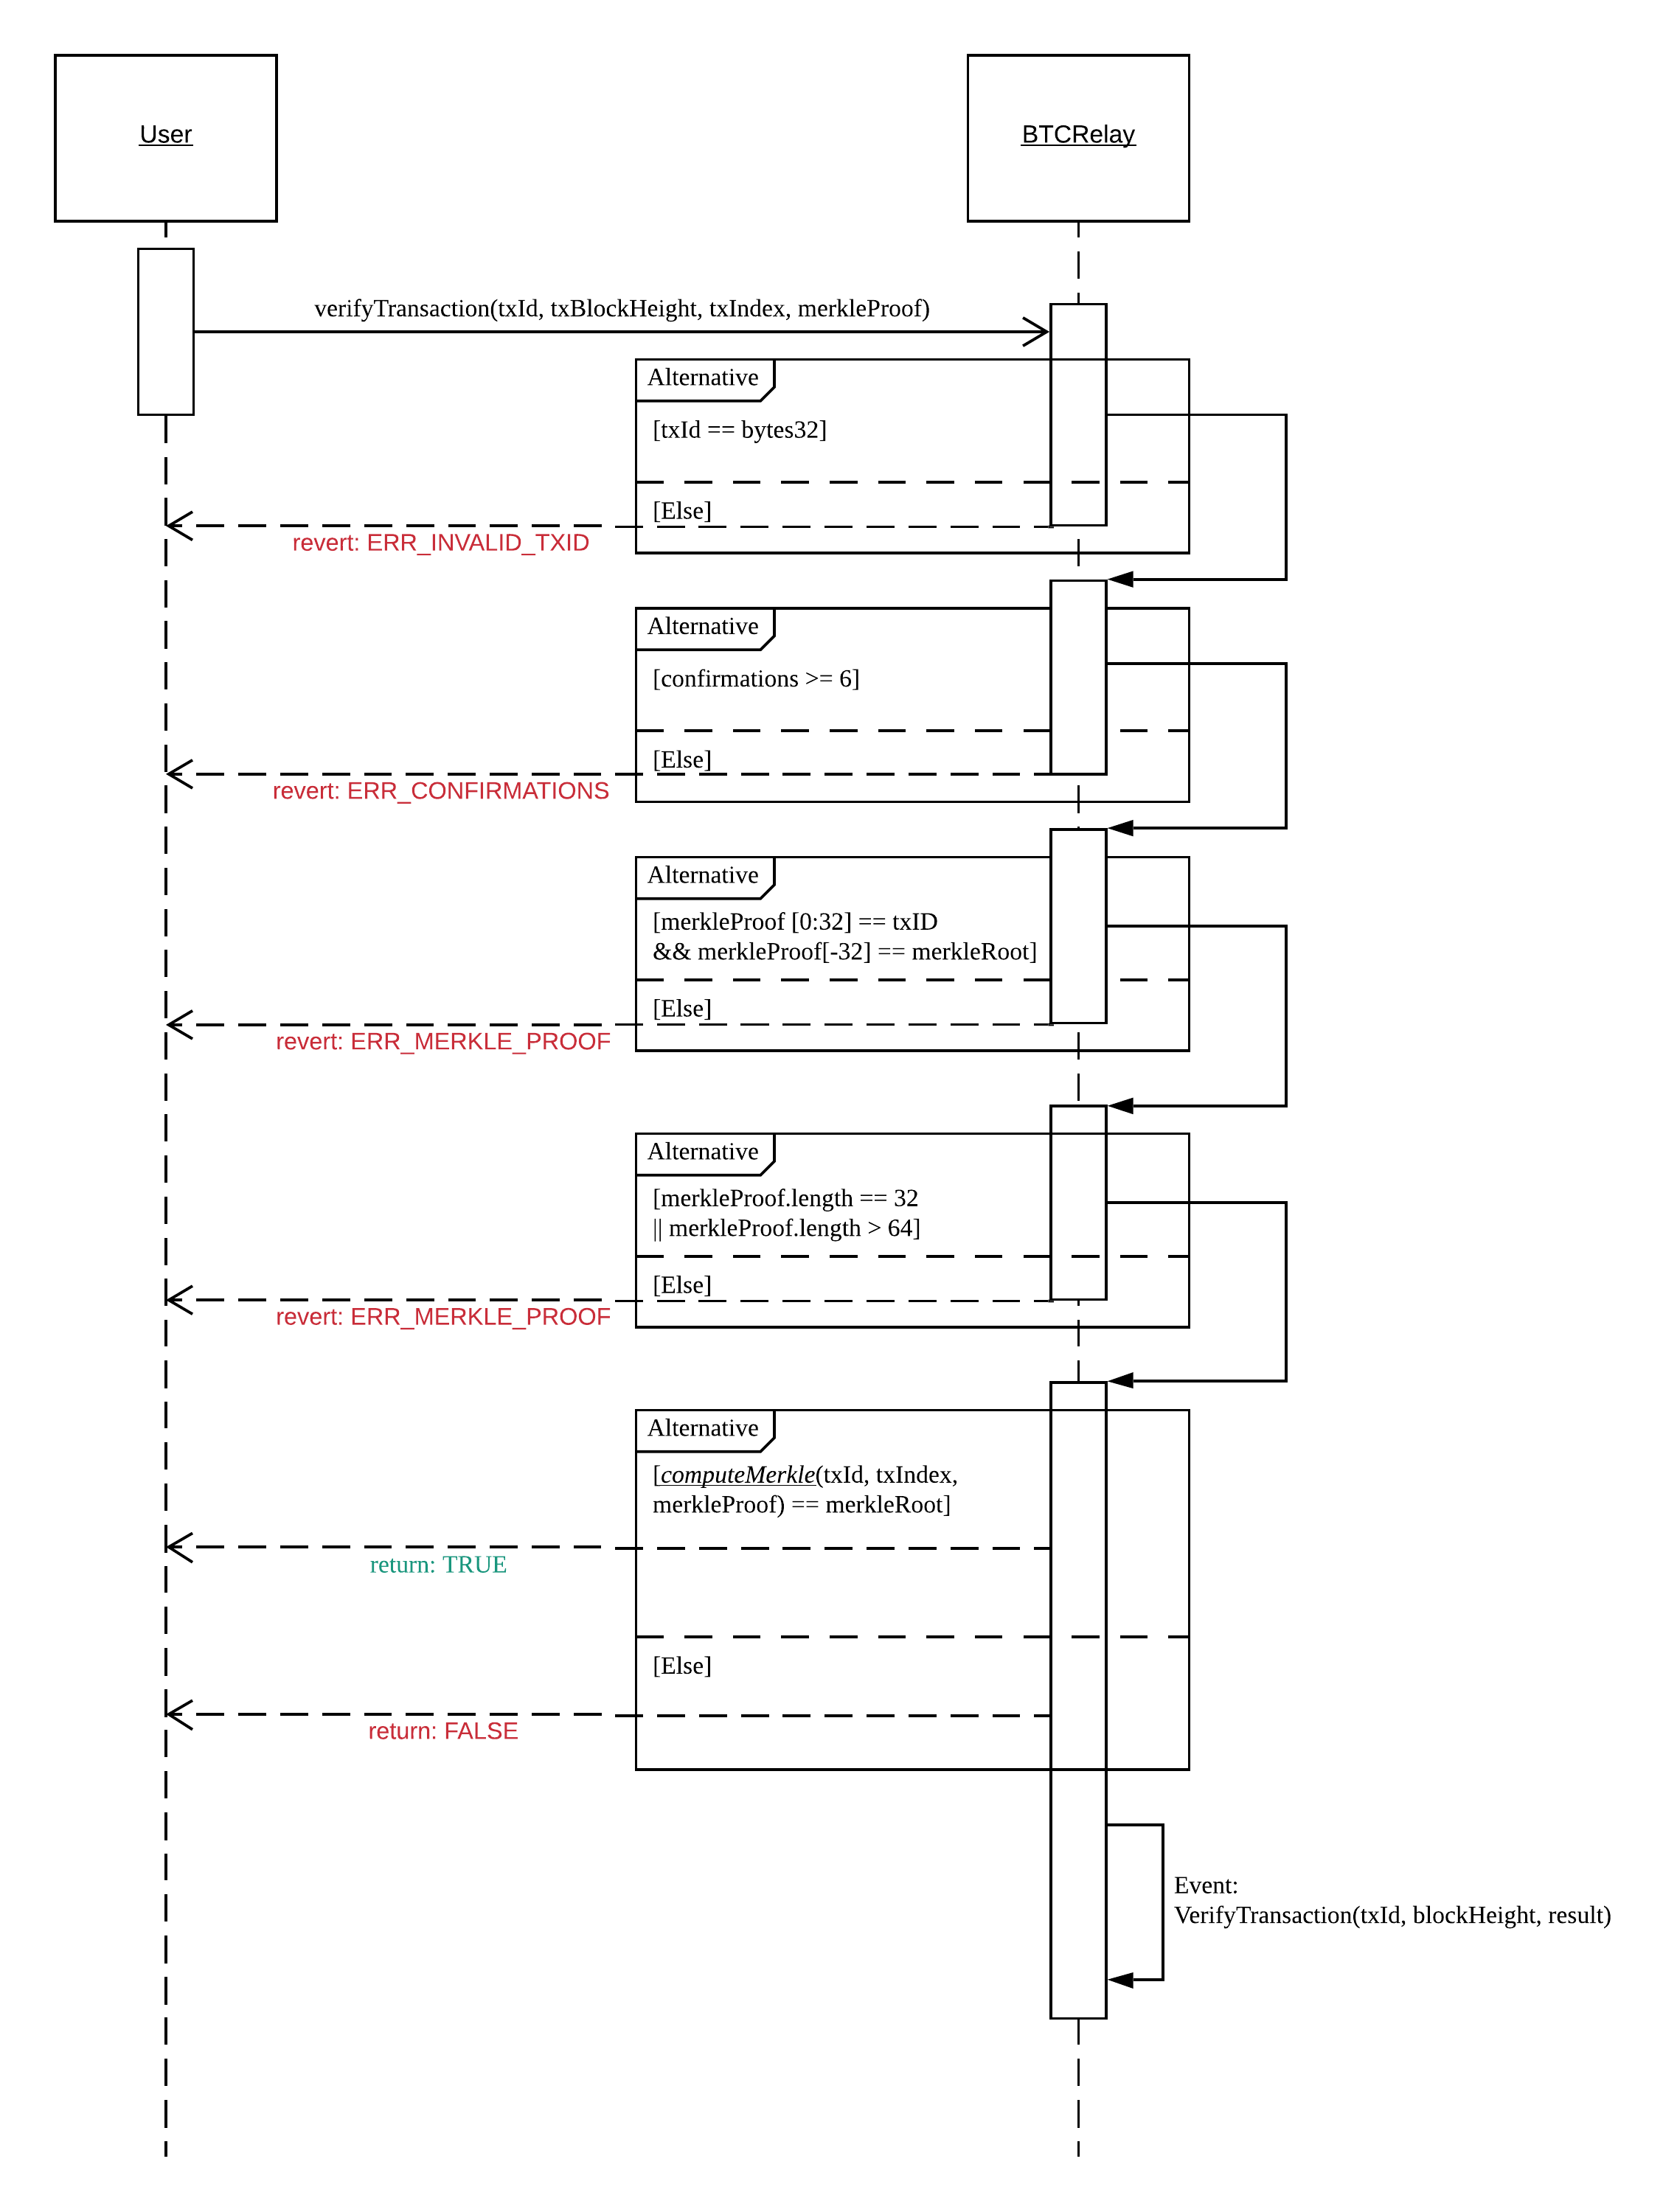 User
BTCRelay
verifyTransaction(txId, txBlockHeight, txIndex, merkleProof)
Alternative
[txId == bytes32]
[Else]
revert: ERR_INVALID_TXID
Alternative
[confirmations >= 6]
[Else]
revert: ERR_CONFIRMATIONS
Alternative
[merkleProof [0:32] == txID
&& merkleProof[-32] == merkleRoot]
[Else]
revert: ERR_MERKLE_PROOF
Alternative
[merkleProof.length == 32
|| merkleProof.length > 64]
[Else]
revert: ERR_MERKLE_PROOF
Alternative
[computeMerkle(txId, txIndex,
merkleProof) == merkleRoot]
return: TRUE
[Else]
return: FALSE
Event:
VerifyTransaction(txId, blockHeight, result)